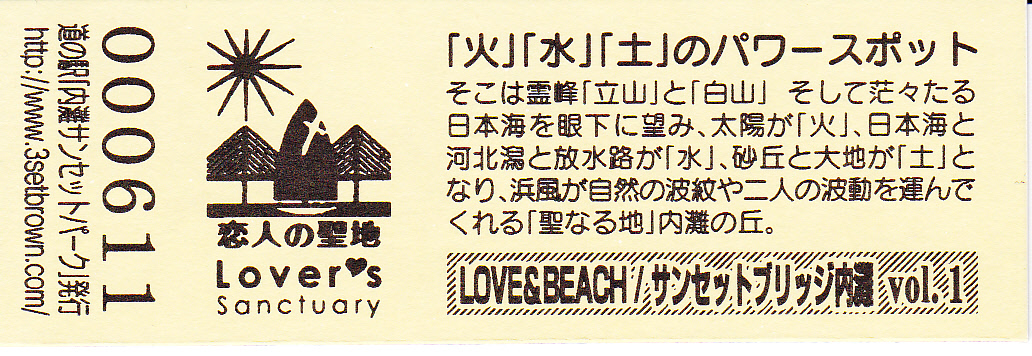 000611
道の駅「内灘サンセットパーク」発行
http://www.3setbrown.com/
恋人の聖地
Lover♥s
Sanctuary
「火」「水」「土」のパワースポット
そこは霊峰「立山」と「白山」 そして茫々たる
日本海を眼下に望み、太陽が「火」、日本海と
河北潟と放水路が「水」、砂丘と大地が「土」と
なり、浜風が自然の波紋や二人の波動を運んで
くれる「聖なる地」内灘の丘。
LOVE&BEACH/サンセットブリッジ内灘 vol. 1